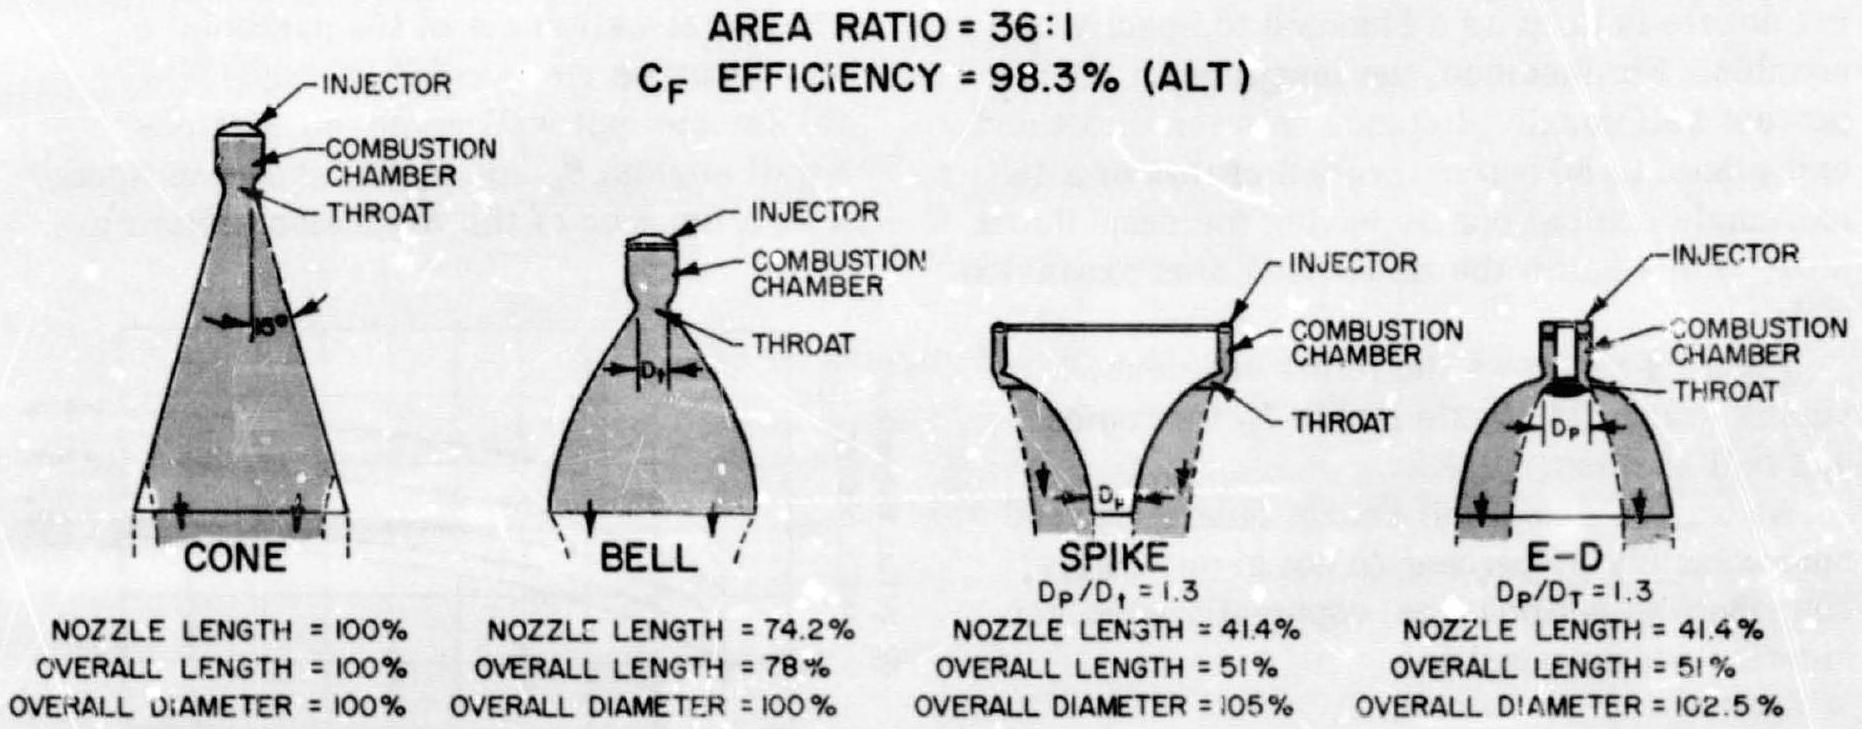 AREA RATIO = 36:1
C_F EFFICIENCY = 98.3% (ALT)
INJECTOR
COMBUSTION
CHAMBER
THROAT
15°
CONE
NOZZLE LENGTH = 100%
OVERALL LENGTH = 100%
OVERALL DIAMETER = 100%
INJECTOR
COMBUSTION
CHAMBER
THROAT
D_t
BELL
NOZZLE LENGTH = 74.2%
OVERALL LENGTH = 78%
OVERALL DIAMETER = 100%
INJECTOR
COMBUSTION
CHAMBER
THROAT
D_P
SPIKE
D_P/D_t = 1.3
NOZZLE LENGTH = 41.4%
OVERALL LENGTH = 51%
OVERALL DIAMETER = 105%
INJECTOR
COMBUSTION
CHAMBER
THROAT
D_P
E-D
D_P/D_T = 1.3
NOZZLE LENGTH = 41.4%
OVERALL LENGTH = 51%
OVERALL DIAMETER = 102.5%